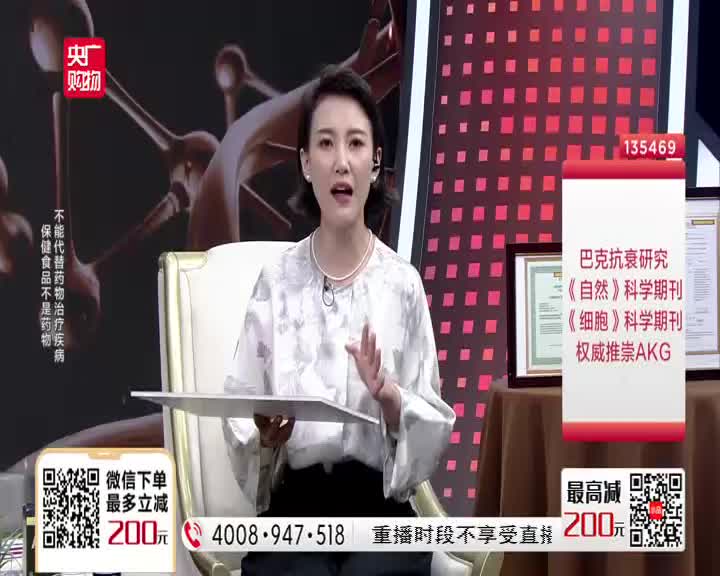 央广
购物
135469
巴克抗衰研究
《自然》科学期刊
《细胞》科学期刊
权威推崇AKG
不能代替药物治疗疾病
保健食品不是药物
微信下单
最多立减
200元
4008·947·518
重播时段不享受直播
最高减
200元